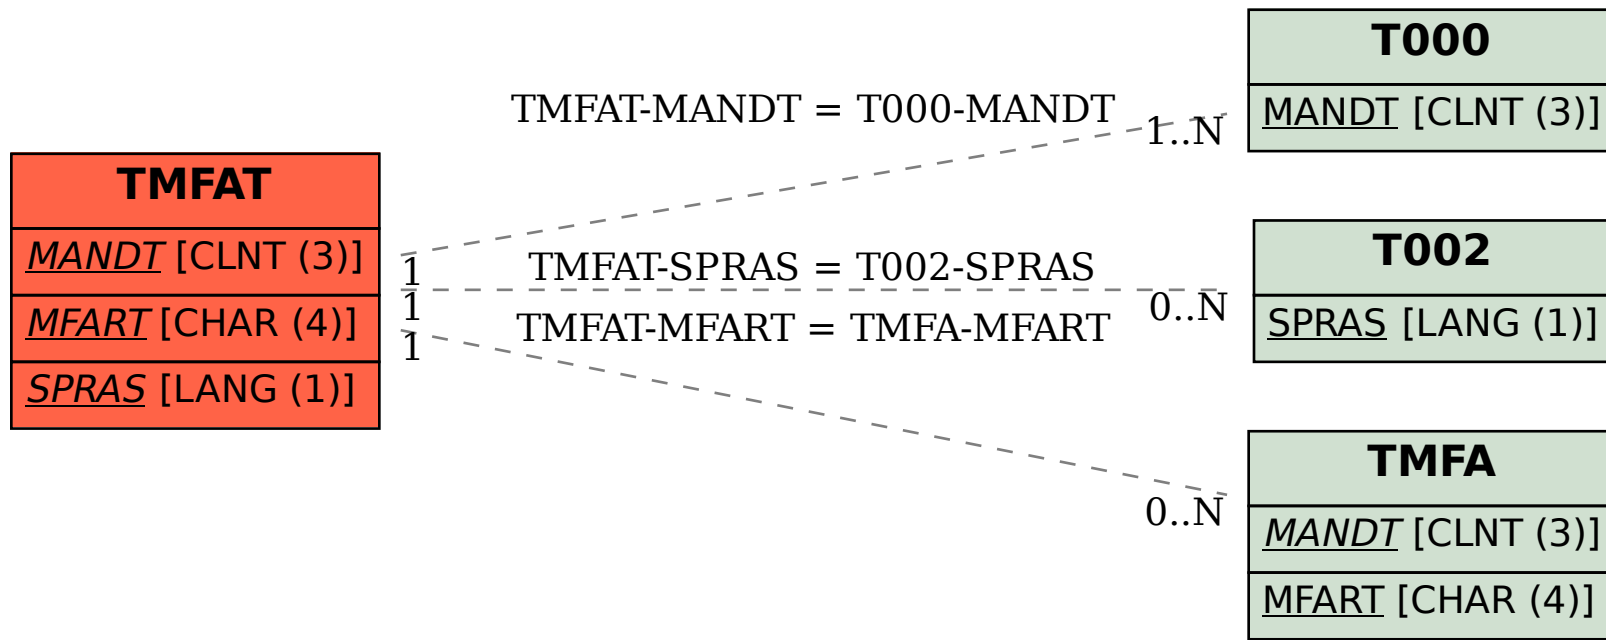 TMFAT
MANDT [CLNT (3)]
MFART [CHAR (4)]
SPRAS [LANG (1)]
TMFAT-MANDT = T000-MANDT
1
1..N
TMFAT-SPRAS = T002-SPRAS
1
0..N
TMFAT-MFART = TMFA-MFART
1
0..N
T000
MANDT [CLNT (3)]
T002
SPRAS [LANG (1)]
TMFA
MANDT [CLNT (3)]
MFART [CHAR (4)]